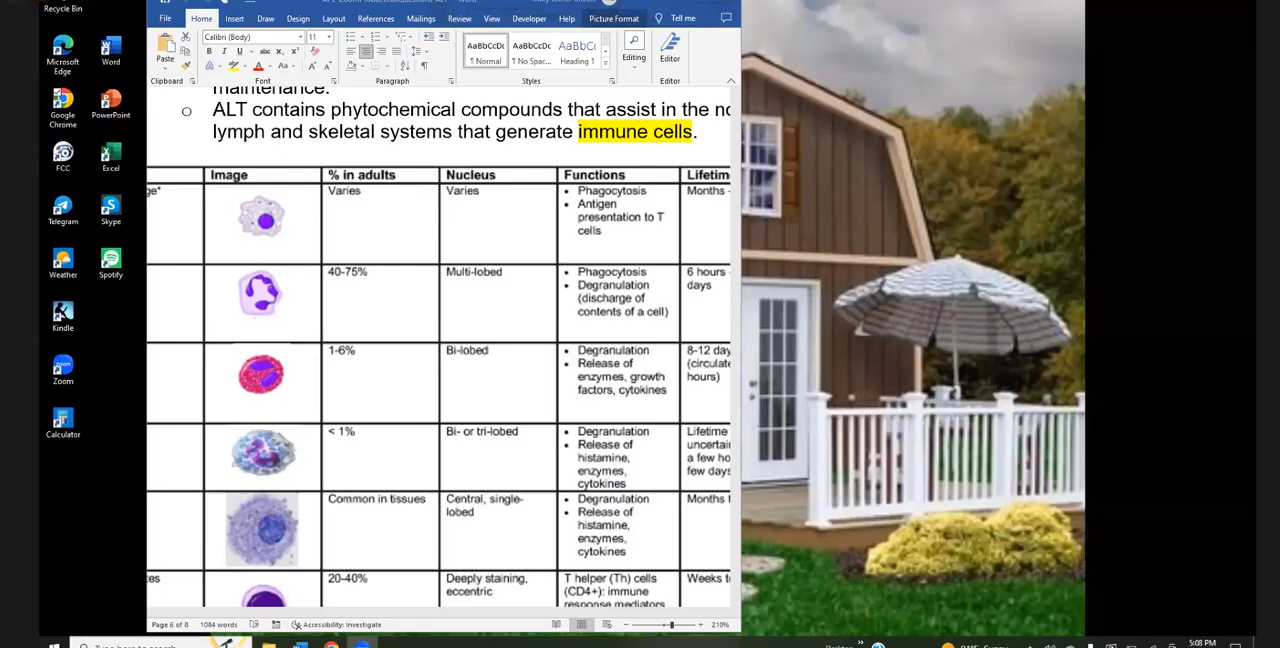 Recycle Bin
Microsoft Edge
Word
Google Chrome
PowerPoint
FCC
Excel
Telegram
Skype
Weather
Spotify
Kindle
Zoom
Calculator
File Home Insert Draw Design Layout References Mailings Review View Developer Help Picture Format Tell me
Calibri (Body) 11
Paste
B I U abc
AaBbCcDc AaBbCcDc AaBbCc
¶ Normal ¶ No Spac... Heading 1
Editing Editor
Clipboard Font Paragraph Styles Editor
maintenance.
o ALT contains phytochemical compounds that assist in the no
lymph and skeletal systems that generate immune cells.
Image % in adults Nucleus Functions Lifetim
ge* Varies Varies • Phagocytosis Months
• Antigen
presentation to T
cells
40-75% Multi-lobed • Phagocytosis 6 hours
• Degranulation days
(discharge of
contents of a cell)
1-6% Bi-lobed • Degranulation 8-12 day
• Release of (circulate
enzymes, growth hours)
factors, cytokines
< 1% Bi- or tri-lobed • Degranulation Lifetime
• Release of uncertain
histamine, a few ho
enzymes, few days
cytokines
Common in tissues Central, single- • Degranulation Months
lobed • Release of
histamine,
enzymes,
cytokines
tes 20-40% Deeply staining, T helper (Th) cells Weeks
eccentric (CD4+): immune
response mediators
Page 6 of 8 1084 words Accessibility: Investigate 210%
5:08 PM